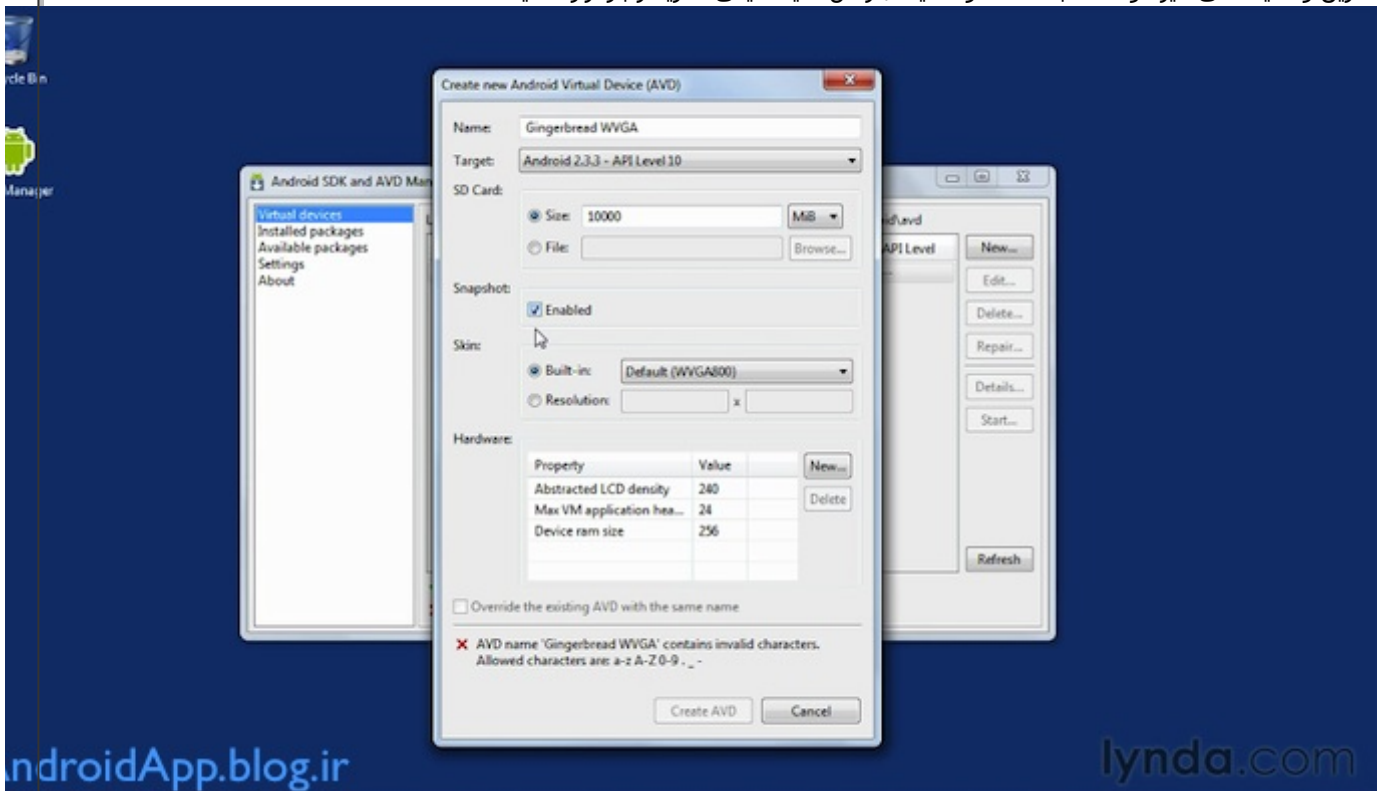 cle Bin
Manager
Create new Android Virtual Device (AVD)
Name: Gingerbread WVGA
Target: Android 2.3.3 - API Level 10
SD Card:
Size: 10000 MiB
File: Browse...
Snapshot:
Enabled
Skin:
Built-in: Default (WVGA800)
Resolution: x
Hardware:
Property Value New...
Abstracted LCD density 240 Delete
Max VM application hea... 24
Device ram size 256
Override the existing AVD with the same name
AVD name 'Gingerbread WVGA' contains invalid characters.
Allowed characters are: a-z A-Z 0-9 . _ -
Create AVD Cancel
Android SDK and AVD Man
Virtual devices
Installed packages
Available packages
Settings
About
id\avd
API Level
New...
Edit...
Delete...
Repair...
Details...
Start...
Refresh
AndroidApp.blog.ir
lynda.com